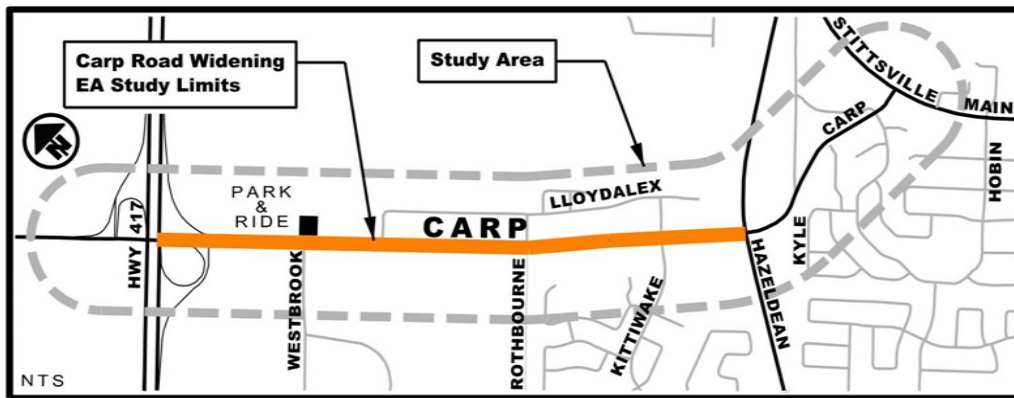 Carp Road Widening
EA Study Limits
Study Area
STITTSVILLE
MAIN
CARP
HOBIN
PARK
&
RIDE
LLOYDALEX
CARP
HWY 417
KYLE
WESTBROOK
ROTHBOURNE
KITTIWAKE
HAZELDEAN
NTS